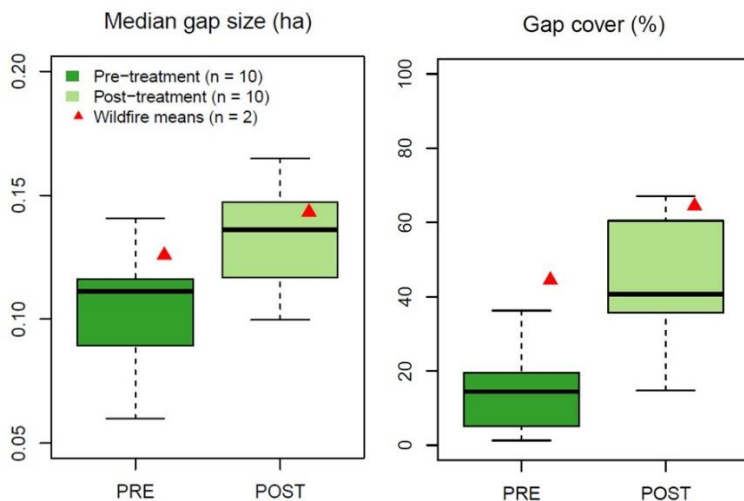 Median gap size (ha)
0.20
0.15
0.10
0.05
Pre-treatment (n = 10)
Post-treatment (n = 10)
Wildfire means (n = 2)
PRE POST
Gap cover (%)
100
80
60
40
20
0
PRE POST